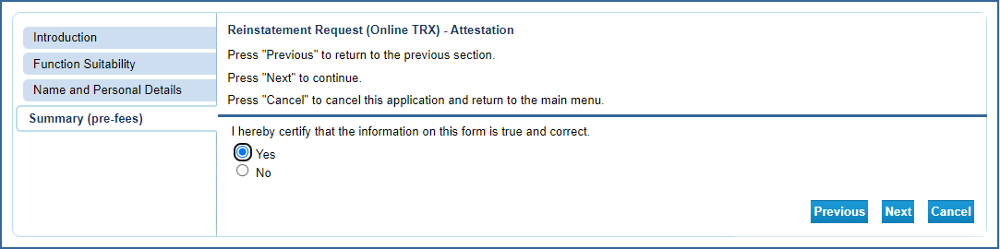 Introduction
Function Suitability
Name and Personal Details
Summary (pre-fees)
Reinstatement Request (Online TRX) - Attestation
Press "Previous" to return to the previous section.
Press "Next" to continue.
Press "Cancel" to cancel this application and return to the main menu.
I hereby certify that the information on this form is true and correct.
Yes
No
Previous Next Cancel